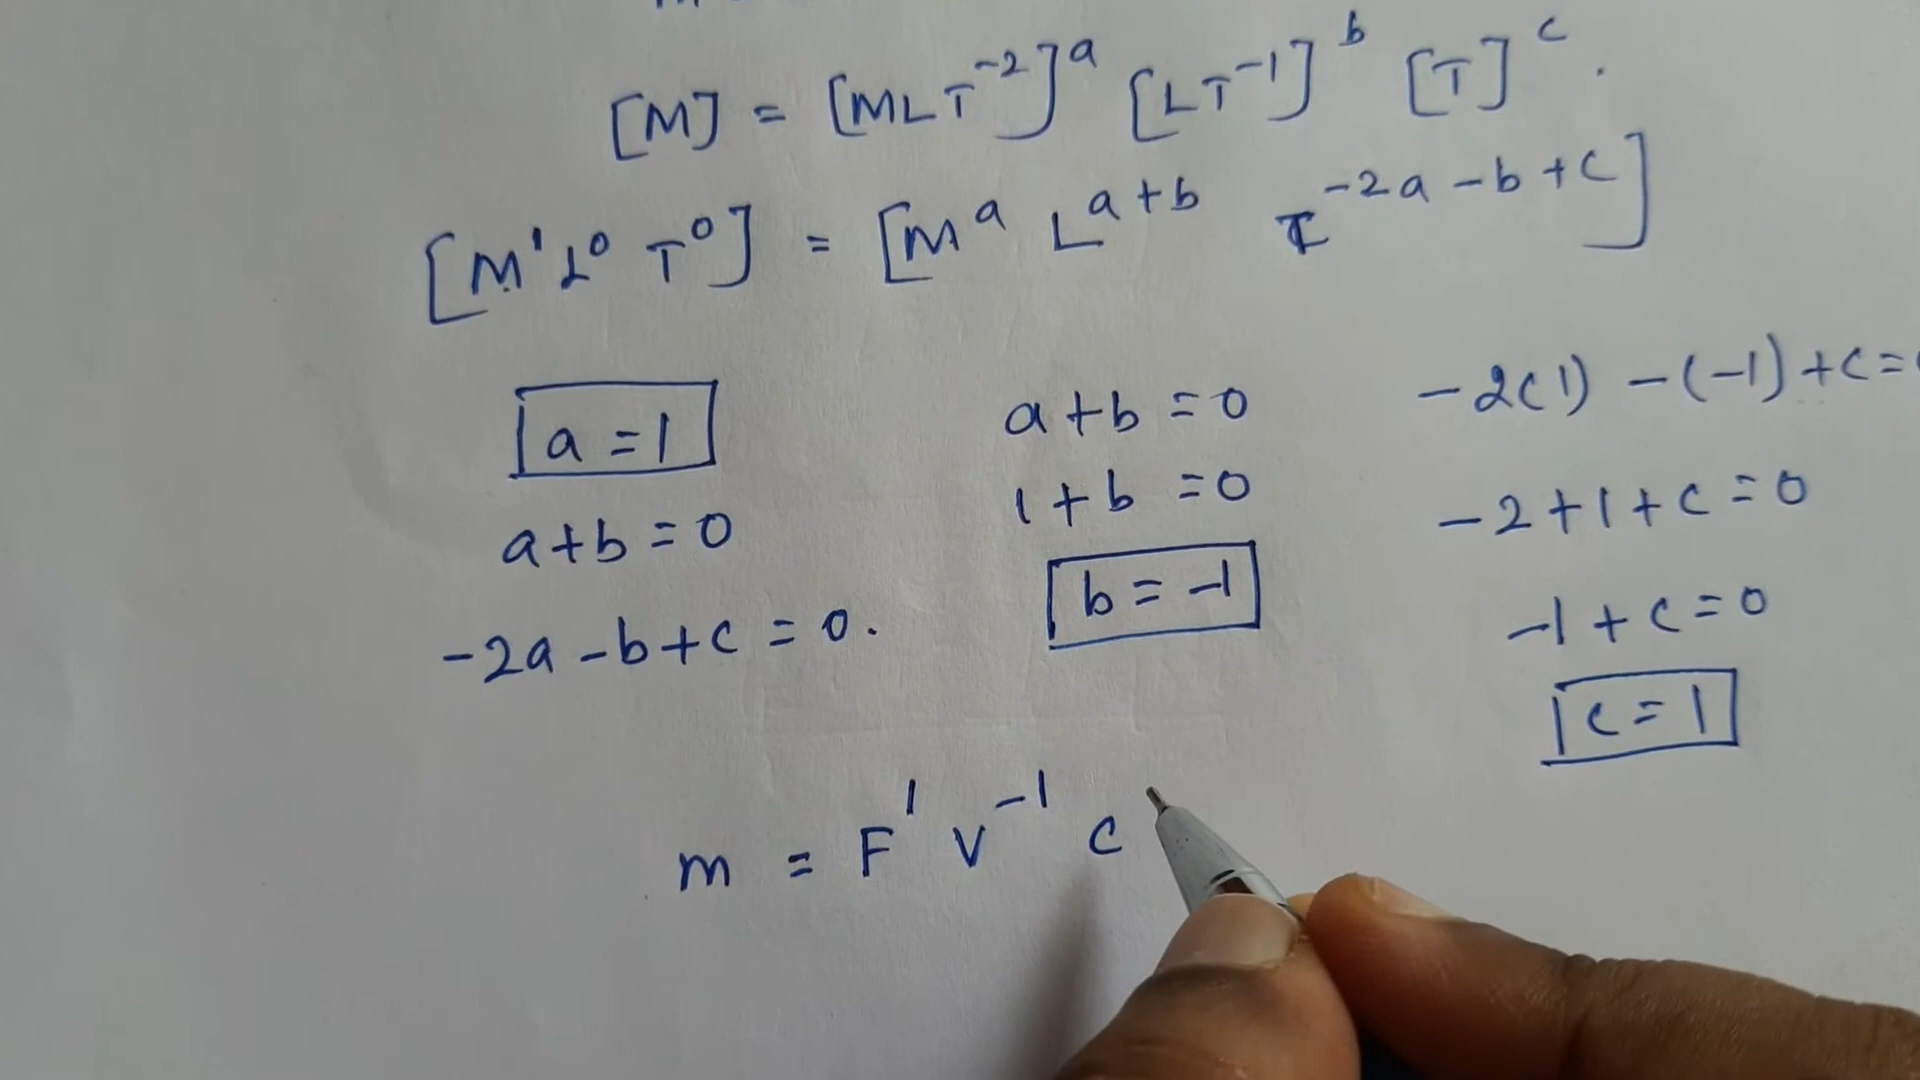 [M] = [MLT⁻²]ᵃ [LT⁻¹]ᵇ [T]ᶜ.
[M¹L⁰T⁰] = [Mᵃ Lᵃ⁺ᵇ T⁻²ᵃ⁻ᵇ⁺ᶜ]
a = 1
a + b = 0
-2a - b + c = 0.
a + b = 0
1 + b = 0
b = -1
-2(1) - (-1) + c =
-2 + 1 + c = 0
-1 + c = 0
c = 1
m = F¹ V⁻¹ c